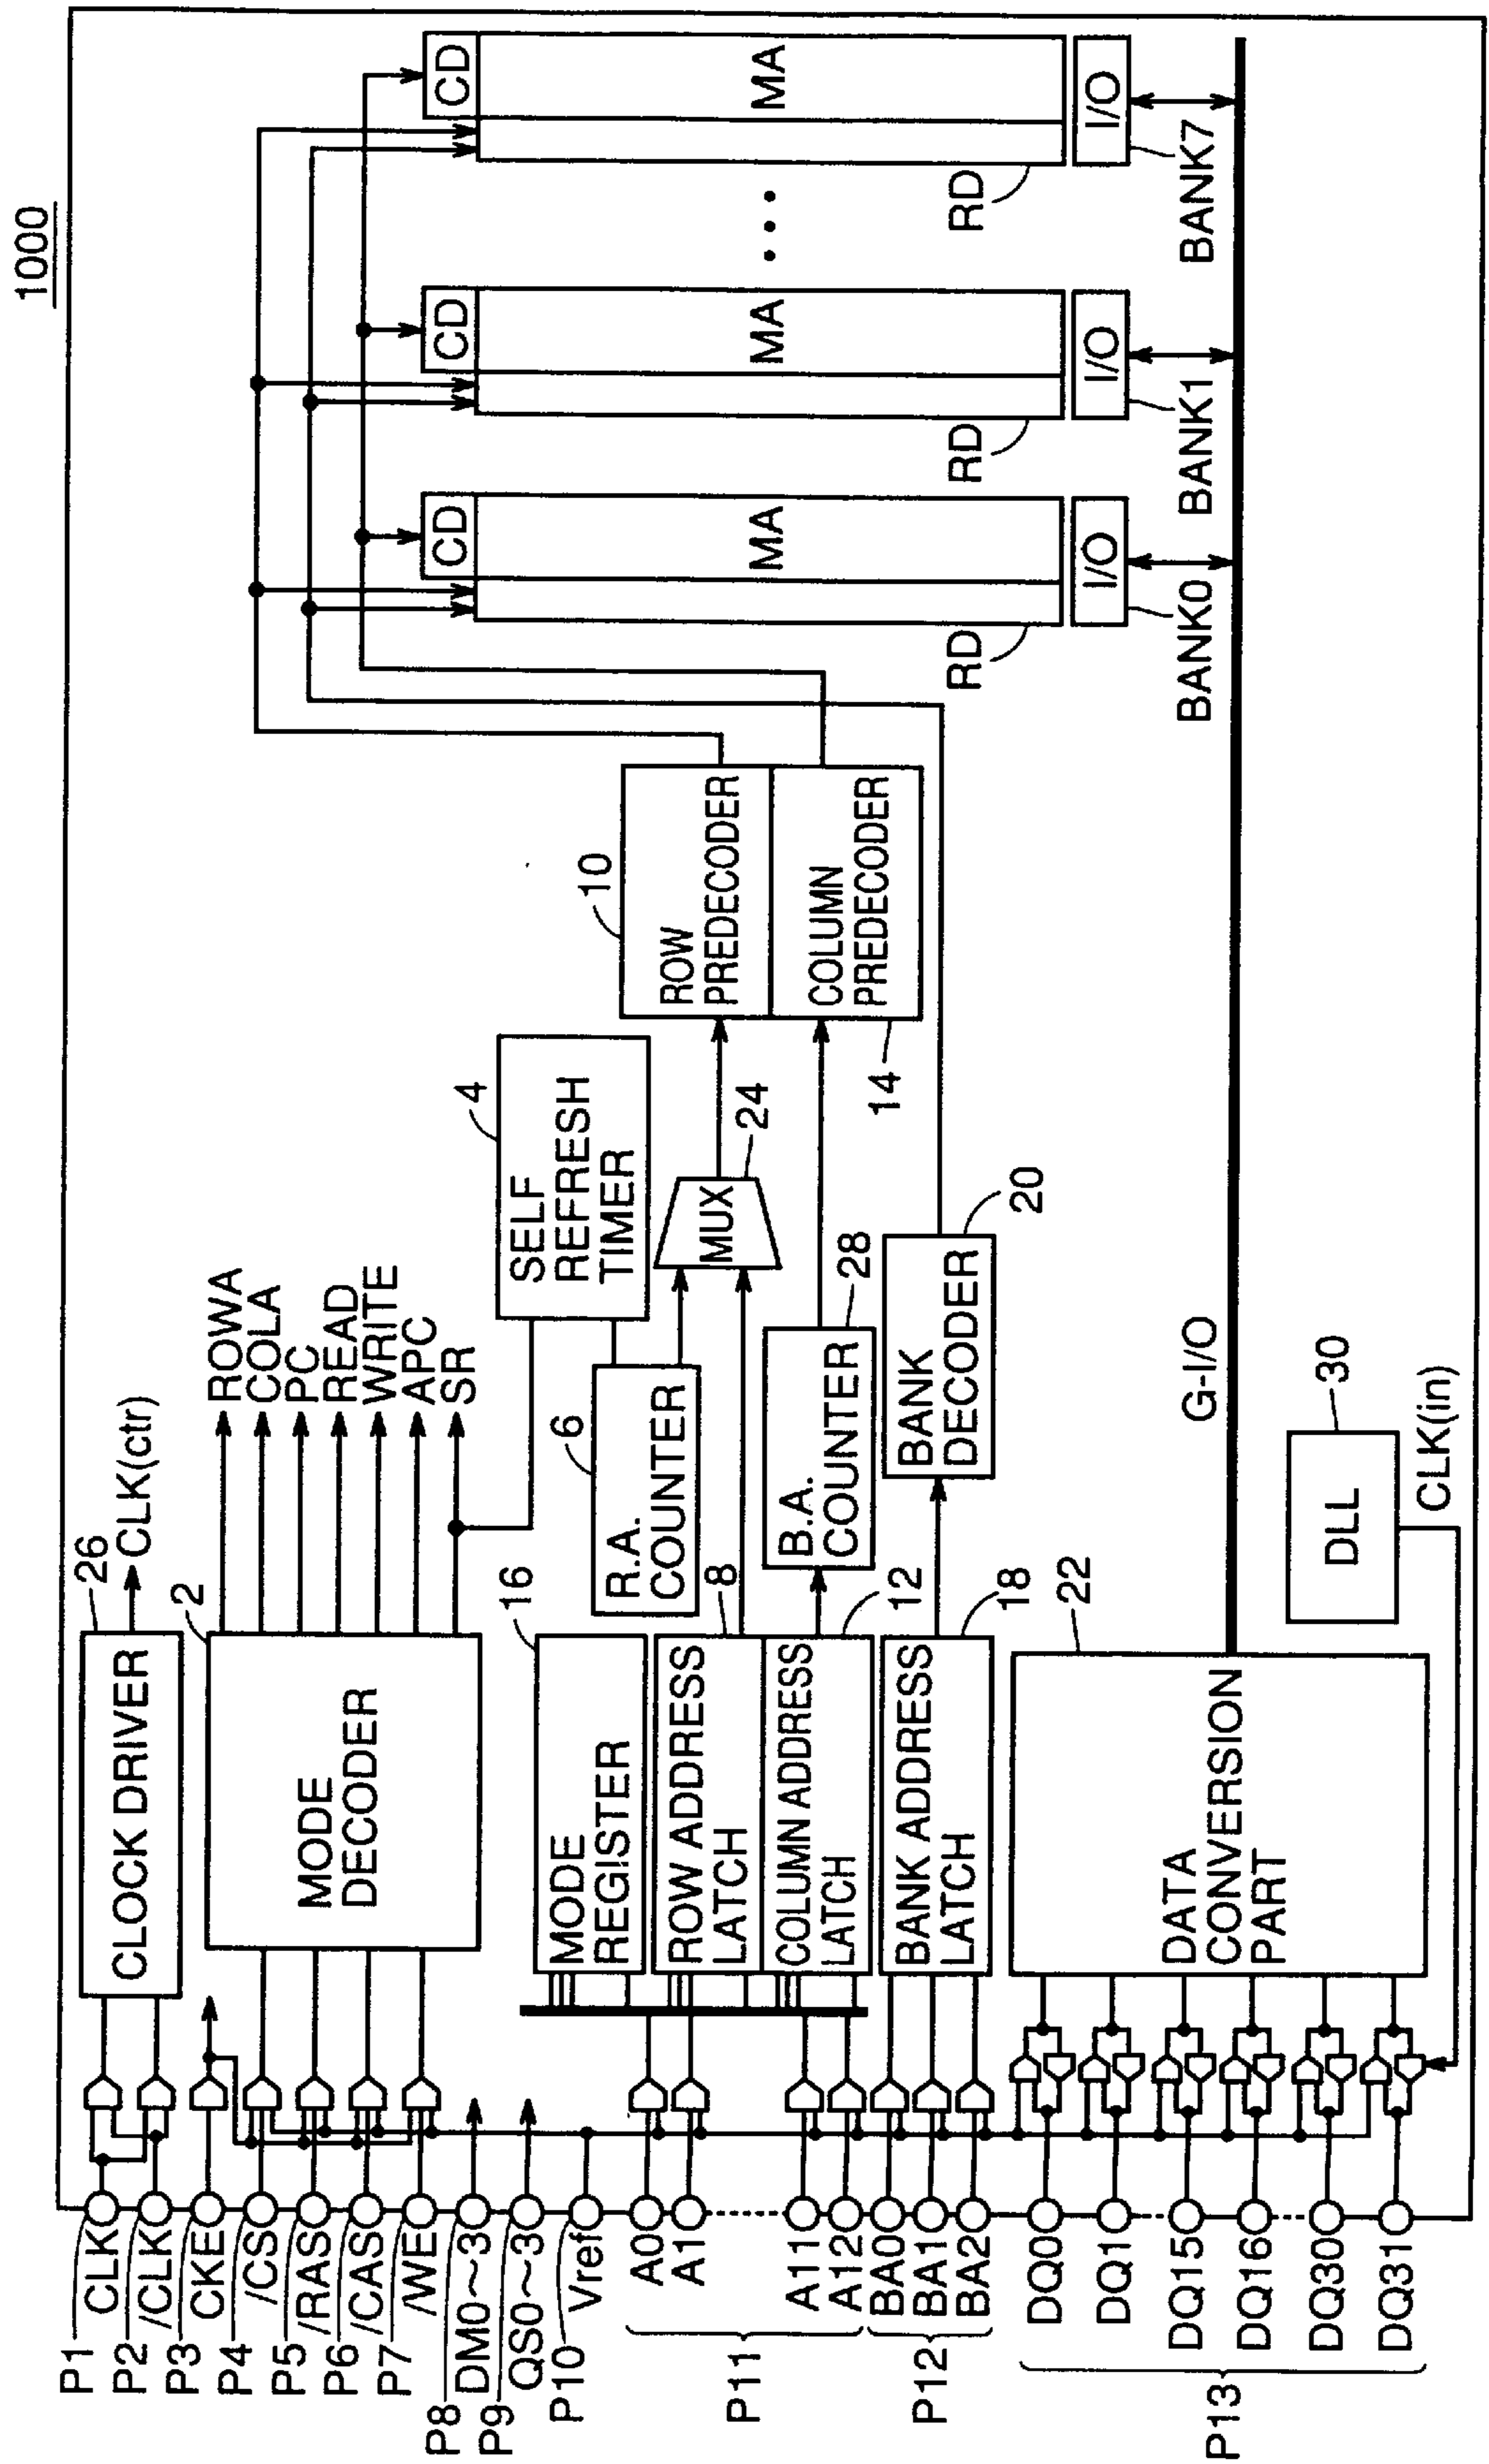 1000
P1
CLK
P2
/CLK
P3
CKE
P4
/CS
P5
/RAS
P6
/CAS
P7
/WE
P8
DM0~3
P9
QS0~3
P10
Vref
P11
A0
A1
A11
A12
P12
BA0
BA1
BA2
P13
DQ0
DQ1
DQ15
DQ16
DQ30
DQ31
CLOCK DRIVER
26
CLK(ctr)
MODE
DECODER
2
ROWA
COLA
PC
READ
WRITE
APC
SR
MODE
REGISTER
16
ROW ADDRESS
LATCH
8
COLUMN ADDRESS
LATCH
12
BANK ADDRESS
LATCH
18
DATA
CONVERSION
PART
22
SELF
REFRESH
TIMER
4
R.A.
COUNTER
6
MUX
24
B.A.
COUNTER
28
BANK
DECODER
20
DLL
30
CLK(in)
G-I/O
ROW
PREDECODER
10
COLUMN
PREDECODER
14
CD
MA
RD
I/O
BANK0
CD
MA
RD
I/O
BANK1
CD
MA
RD
I/O
BANK7